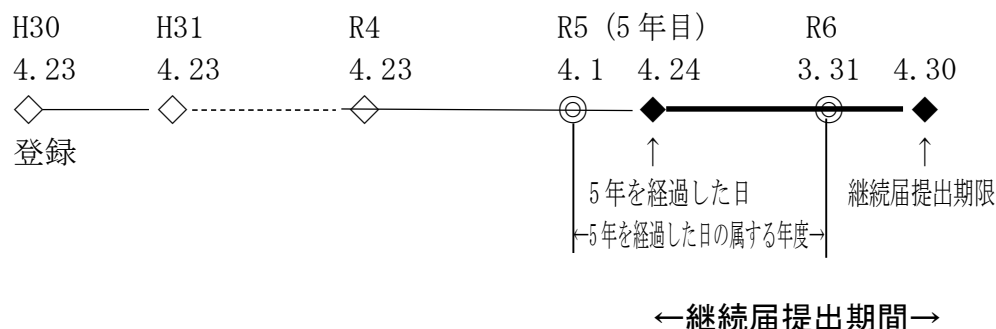 H30 H31 R4 R5 (5年目) R6
4.23 4.23 4.23 4.1 4.24 3.31 4.30
登録 ↑ ↑
5年を経過した日 継続届提出期限
←5年を経過した日の属する年度→
←継続届提出期間→